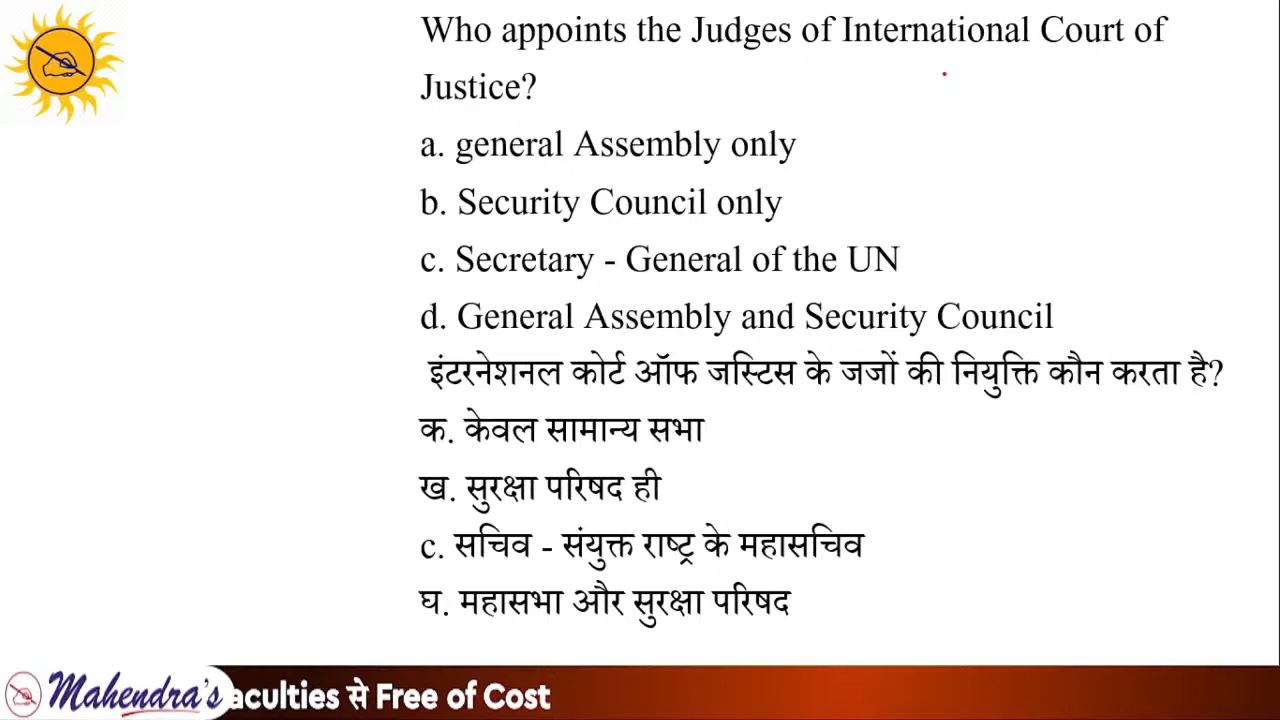 Who appoints the Judges of International Court of
Justice?
a. general Assembly only
b. Security Council only
c. Secretary - General of the UN
d. General Assembly and Security Council
इंटरनेशनल कोर्ट ऑफ जस्टिस के जजों की नियुक्ति कौन करता है?
क. केवल सामान्य सभा
ख. सुरक्षा परिषद ही
c. सचिव - संयुक्त राष्ट्र के महासचिव
घ. महासभा और सुरक्षा परिषद
Mahendra's aculties से Free of Cost